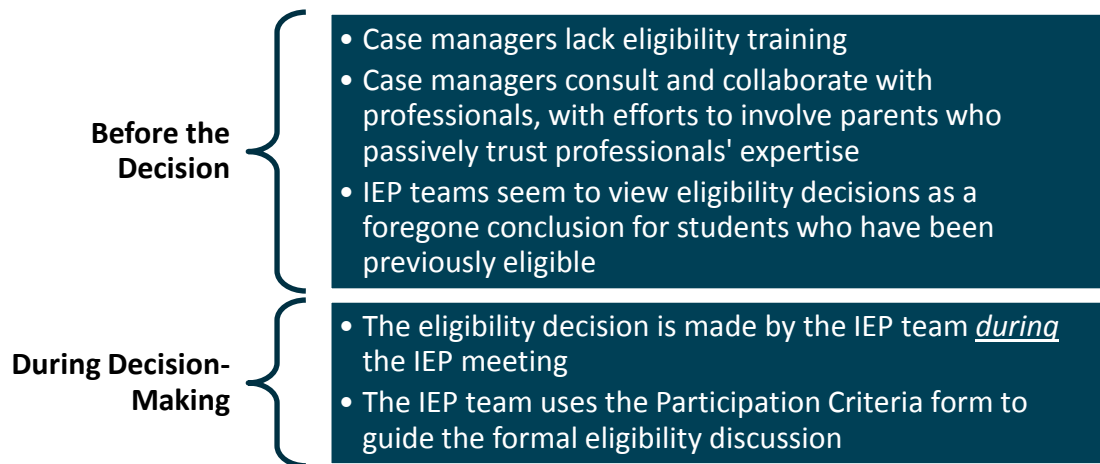 Before the
Decision
• Case managers lack eligibility training
• Case managers consult and collaborate with
professionals, with efforts to involve parents who
passively trust professionals' expertise
• IEP teams seem to view eligibility decisions as a
foregone conclusion for students who have been
previously eligible
During Decision-
Making
• The eligibility decision is made by the IEP team during
the IEP meeting
• The IEP team uses the Participation Criteria form to
guide the formal eligibility discussion